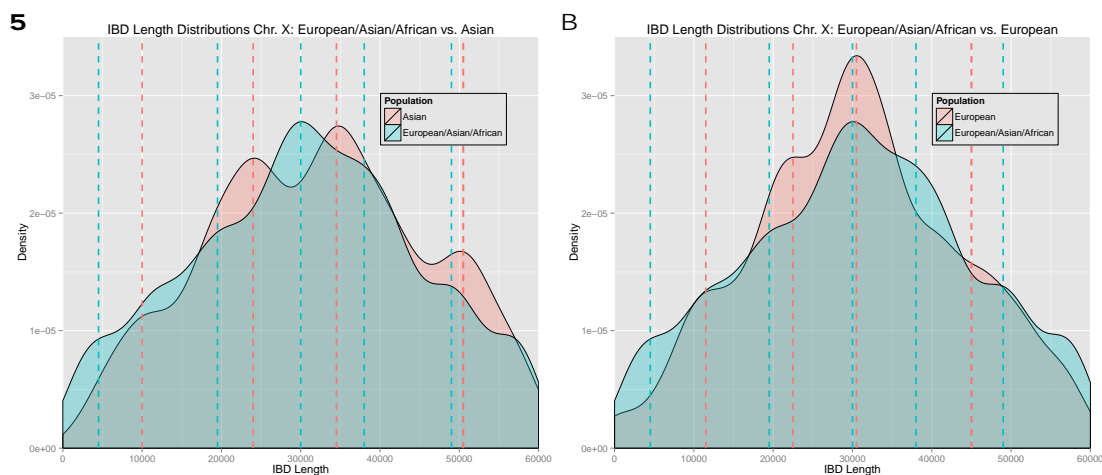 5
IBD Length Distributions Chr. X: European/Asian/African vs. Asian
3e−05
2e−05
1e−05
0e+00
Density
Population
Asian
European/Asian/African
0 10000 20000 30000 40000 50000 60000
IBD Length
B
IBD Length Distributions Chr. X: European/Asian/African vs. European
3e−05
2e−05
1e−05
0e+00
Density
Population
European
European/Asian/African
0 10000 20000 30000 40000 50000 6000
IBD Length